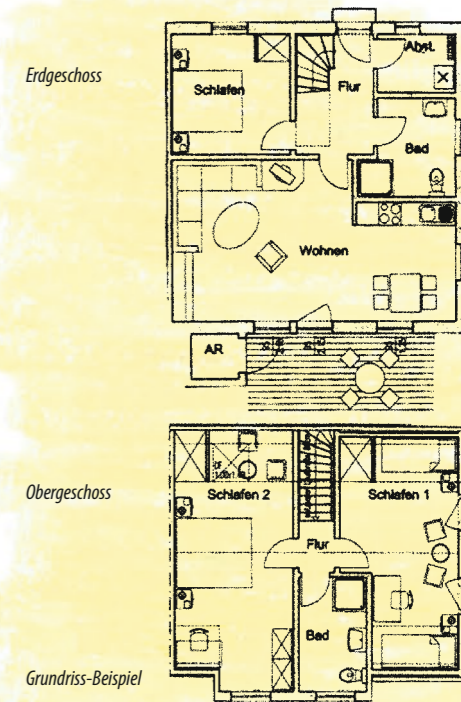 Erdgeschoss
Abst.
Schlafen
Flur
Bad
Wohnen
AR
Obergeschoss
Schlafen 2
Schlafen 1
Flur
Bad
Grundriss-Beispiel